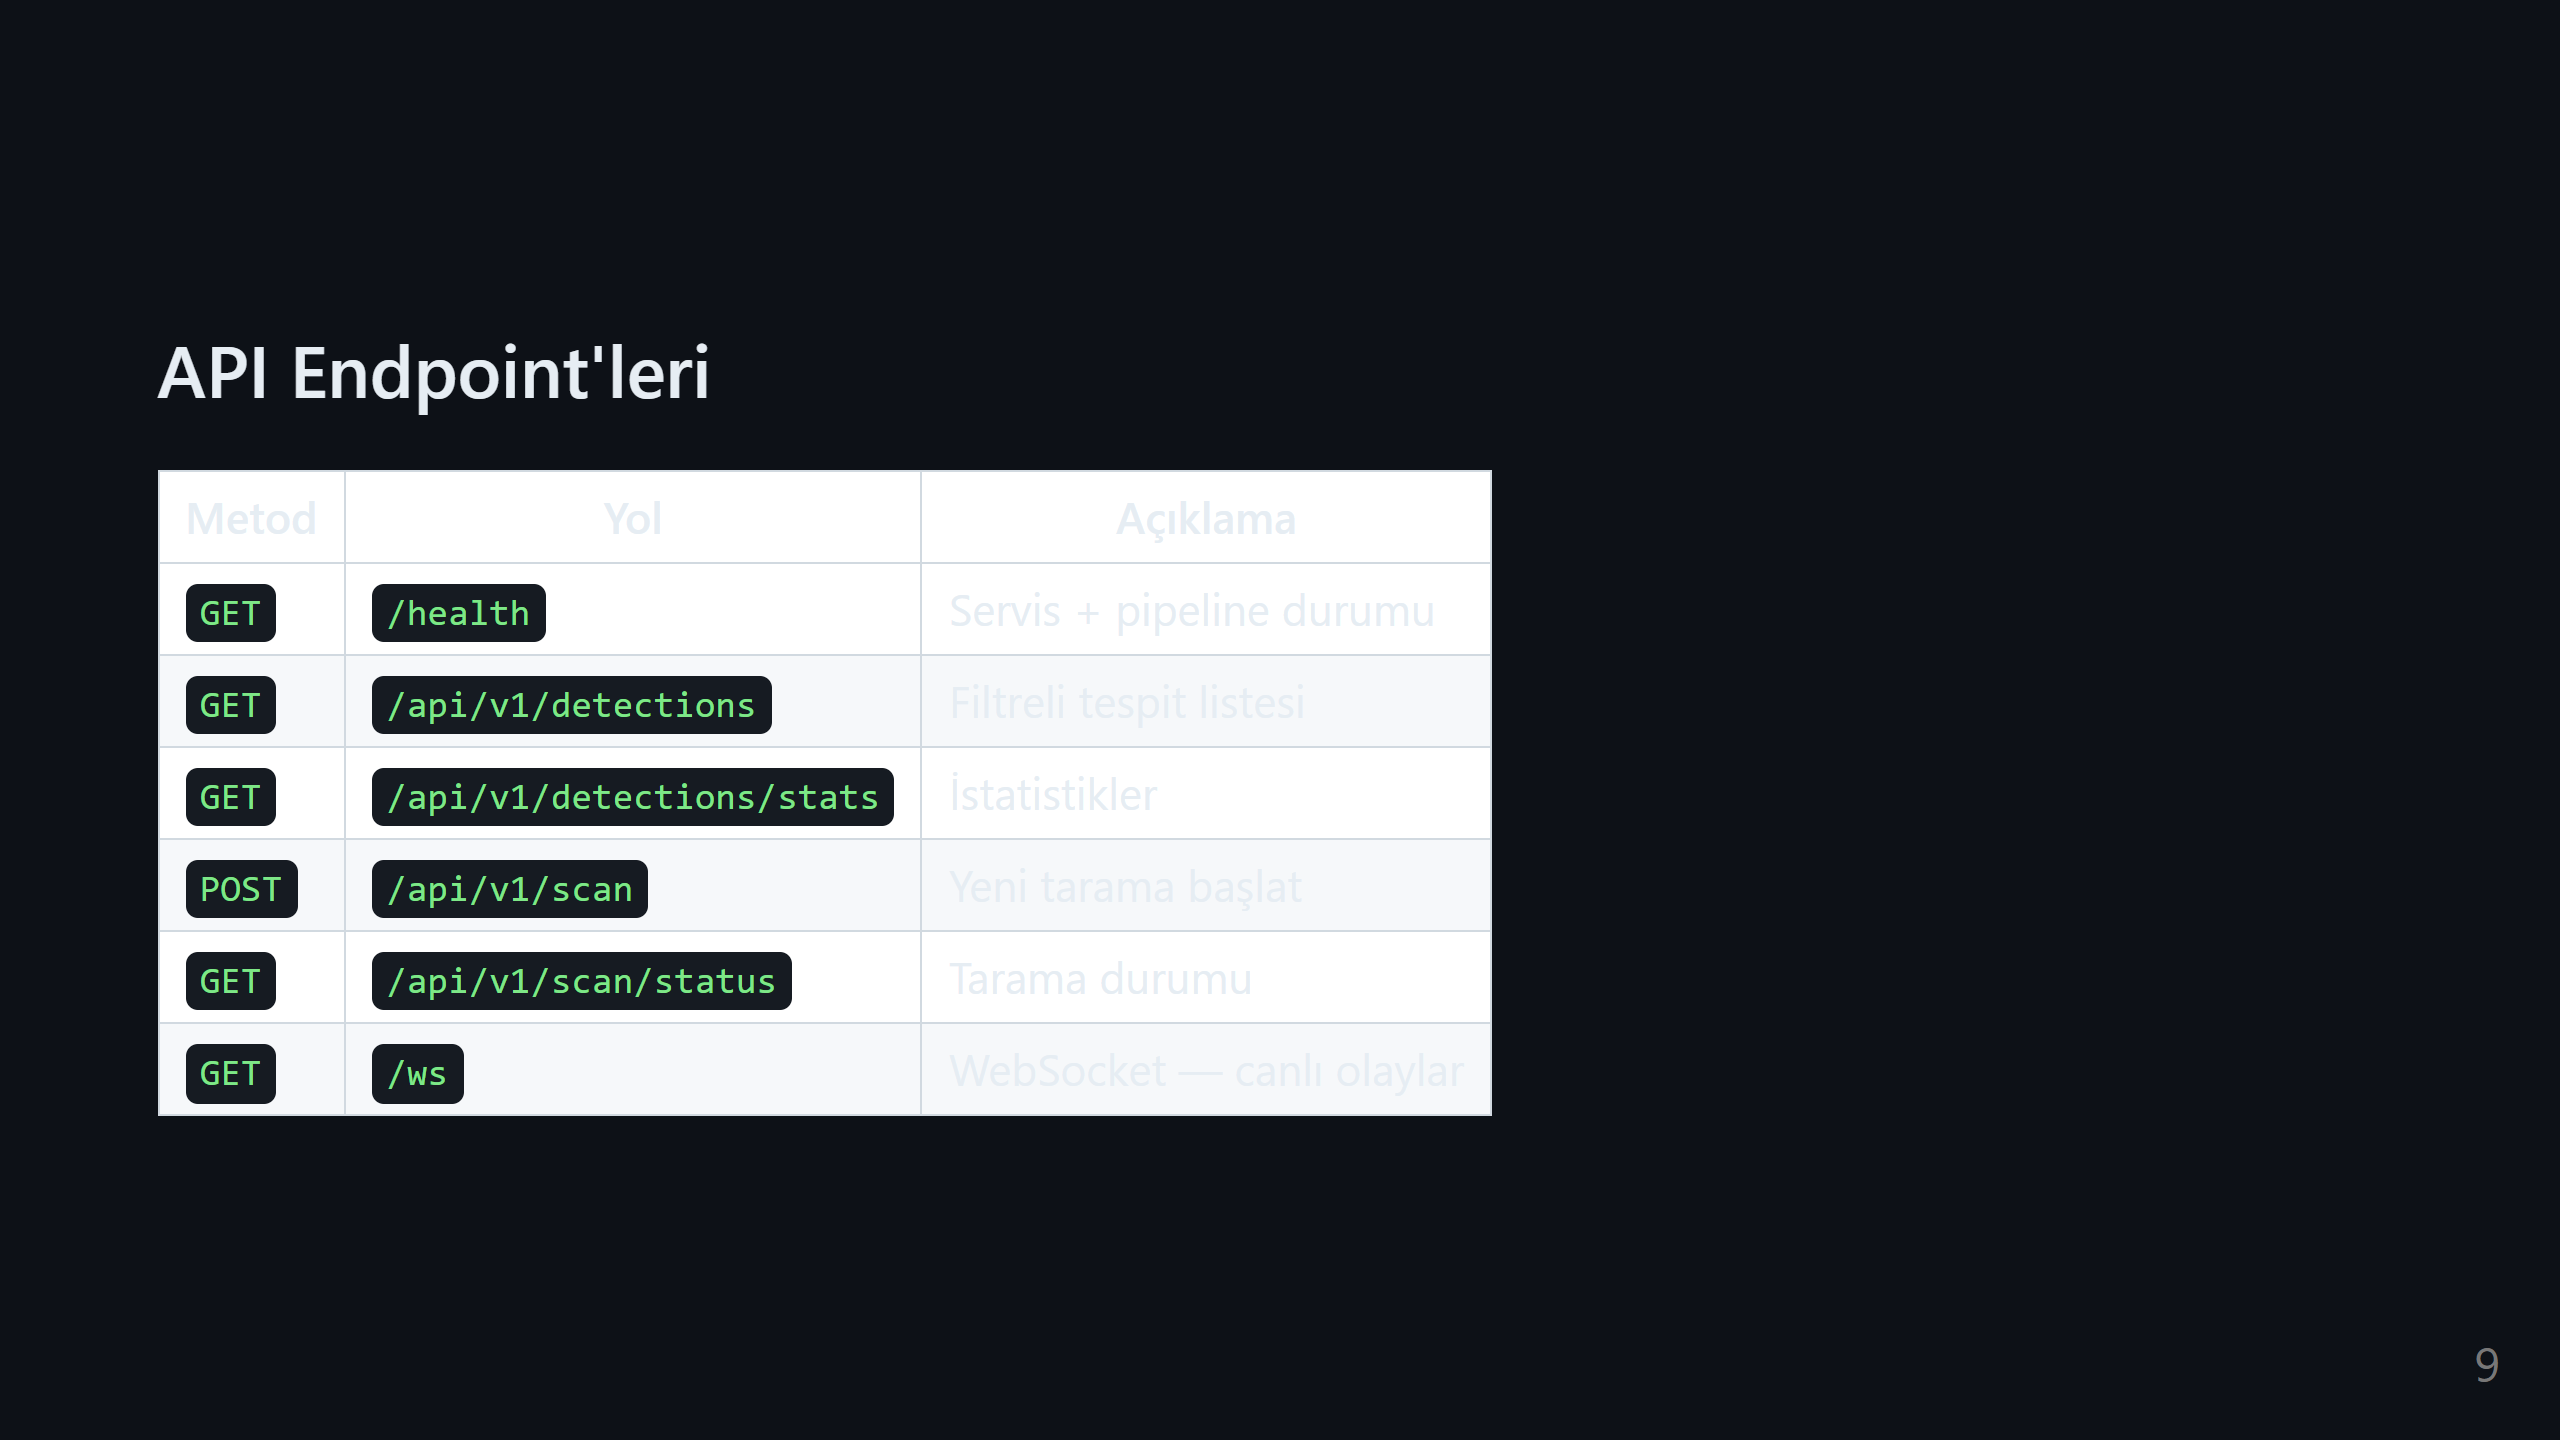 API Endpoint'leri
Metod Yol Açıklama
GET /health Servis + pipeline durumu
GET /api/v1/detections Filtreli tespit listesi
GET /api/v1/detections/stats İstatistikler
POST /api/v1/scan Yeni tarama başlat
GET /api/v1/scan/status Tarama durumu
GET /ws WebSocket — canlı olaylar
9